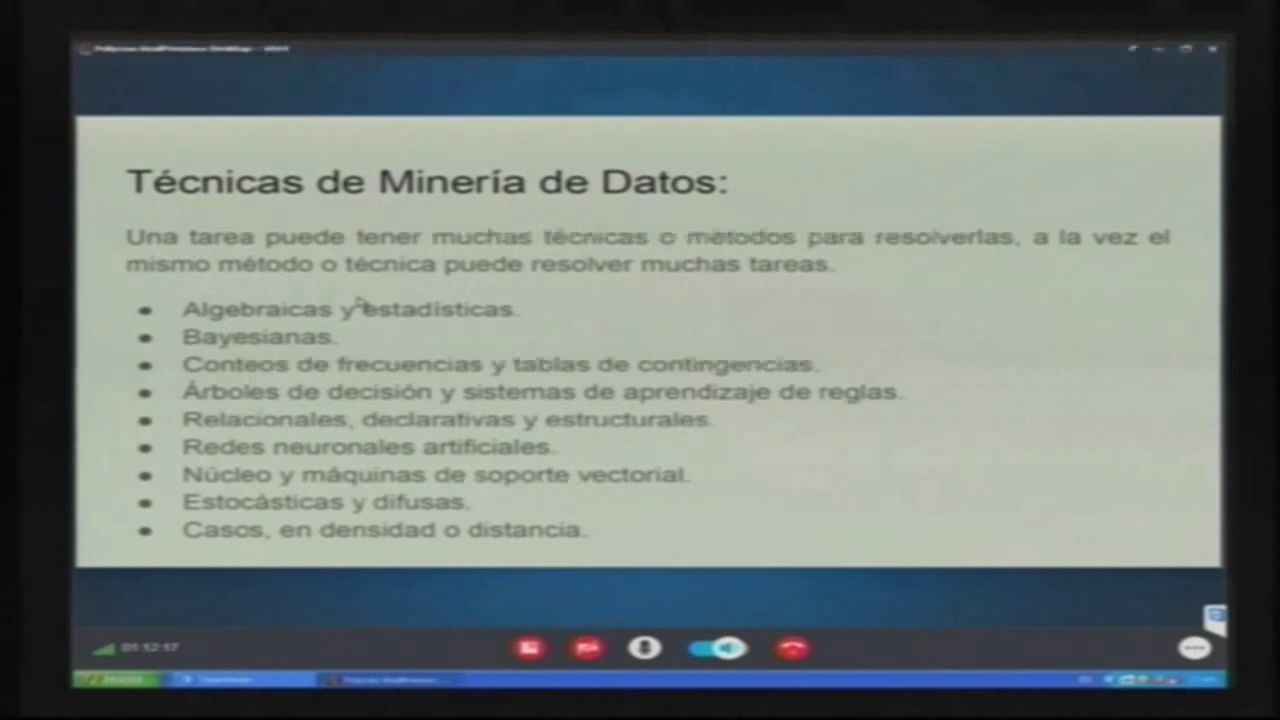 Técnicas de Minería de Datos:
Una tarea puede tener muchas técnicas o métodos para resolverlas, a la vez el
mismo método o técnica puede resolver muchas tareas.
Algebraicas y estadísticas.
Bayesianas.
Conteos de frecuencias y tablas de contingencias.
Árboles de decisión y sistemas de aprendizaje de reglas.
Relacionales, declarativas y estructurales.
Redes neuronales artificiales.
Núcleo y máquinas de soporte vectorial.
Estocásticas y difusas.
Casos, en densidad o distancia.
01:12:17